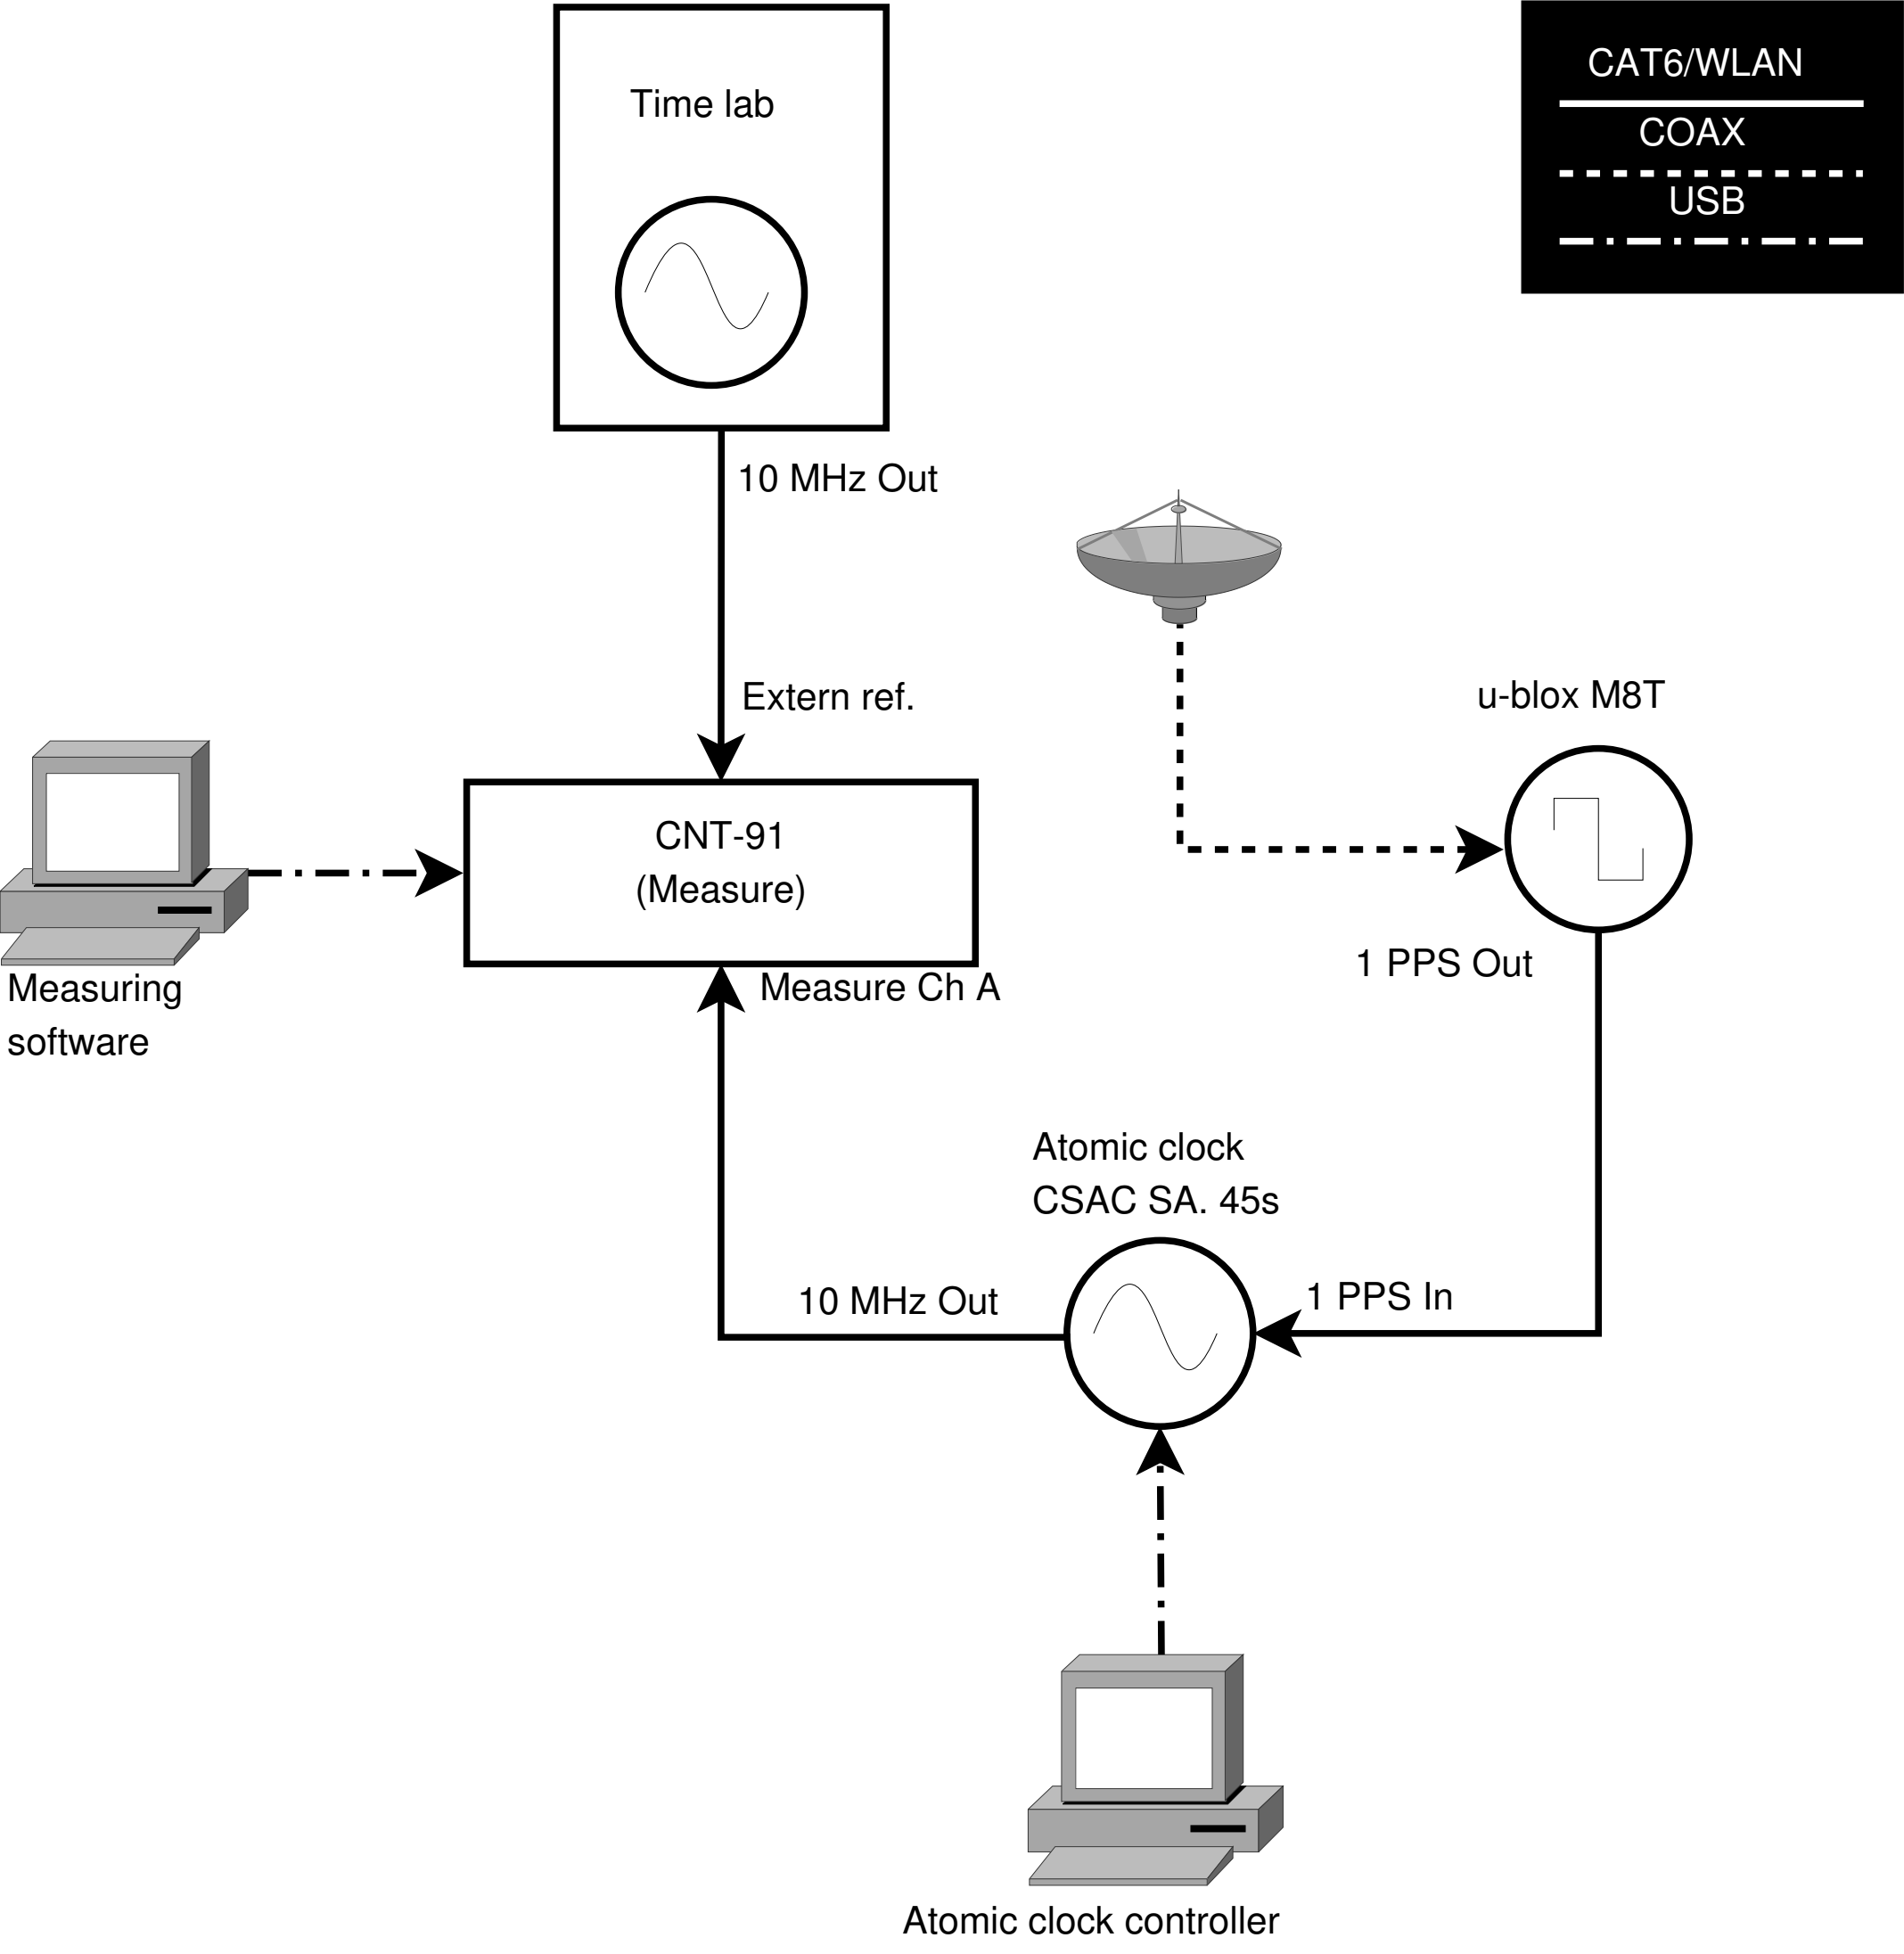 Time lab
CAT6/WLAN
COAX
USB
10 MHz Out
Extern ref.
u-blox M8T
CNT-91
(Measure)
1 PPS Out
Measure Ch A
Measuring
software
Atomic clock
CSAC SA. 45s
10 MHz Out
1 PPS In
Atomic clock controller